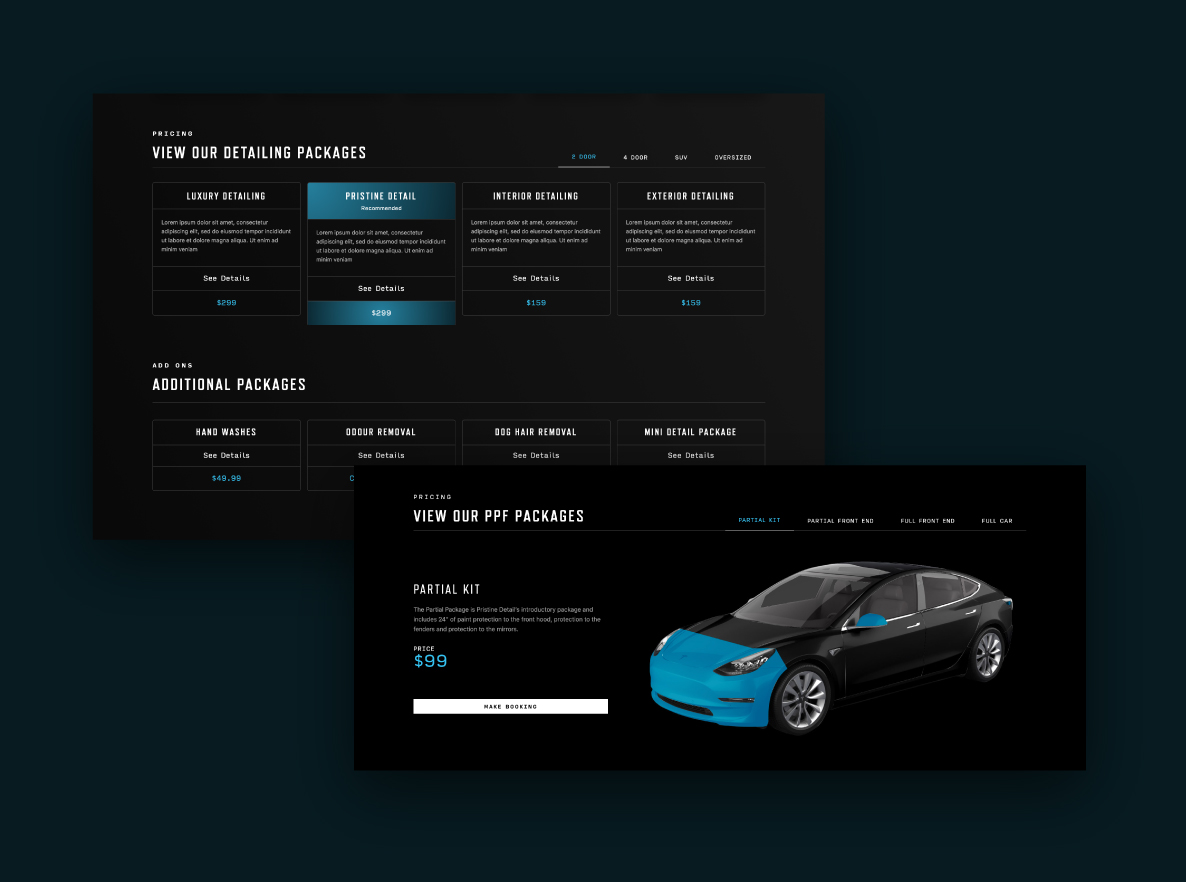 PRICING
VIEW OUR DETAILING PACKAGES
2 DOOR
4 DOOR
SUV
OVERSIZED
LUXURY DETAILING
Lorem ipsum dolor sit amet, consectetur
adipiscing elit, sed do eiusmod tempor incididunt
ut labore et dolore magna aliqua. Ut enim ad
minim veniam
See Details
$299
PRISTINE DETAIL
Recommended
Lorem ipsum dolor sit amet, consectetur
adipiscing elit, sed do eiusmod tempor incididunt
ut labore et dolore magna aliqua. Ut enim ad
minim veniam
See Details
$299
INTERIOR DETAILING
Lorem ipsum dolor sit amet, consectetur
adipiscing elit, sed do eiusmod tempor incididunt
ut labore et dolore magna aliqua. Ut enim ad
minim veniam
See Details
$159
EXTERIOR DETAILING
Lorem ipsum dolor sit amet, consectetur
adipiscing elit, sed do eiusmod tempor incididunt
ut labore et dolore magna aliqua. Ut enim ad
minim veniam
See Details
$159
ADD ONS
ADDITIONAL PACKAGES
HAND WASHES
See Details
$49.99
ODOUR REMOVAL
See Details
DOG HAIR REMOVAL
See Details
MINI DETAIL PACKAGE
See Details
PRICING
VIEW OUR PPF PACKAGES
PARTIAL KIT
PARTIAL FRONT END
FULL FRONT END
FULL CAR
PARTIAL KIT
The Partial Package is Pristine Detail's introductory package and
includes 24" of paint protection to the front hood, protection to the
fenders and protection to the mirrors.
PRICE
$99
MAKE BOOKING